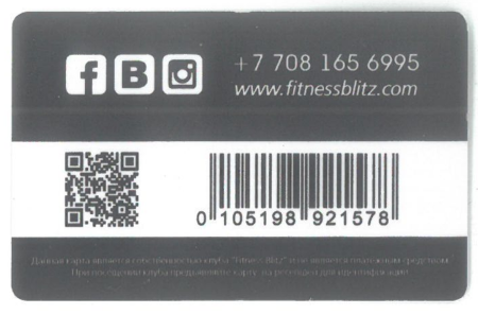 +7 708 165 6995
www.fitnessblitz.com
0 105198 921578
Данная карта является собственностью клуба "Fitness Blitz" и не является платежным средством.
При посещении клуба предъявляйте карту на ресепшн для идентификации